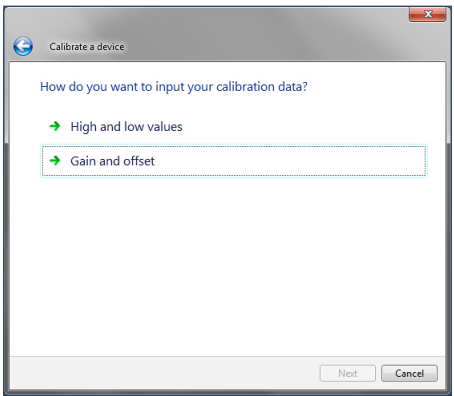 Calibrate a device
How do you want to input your calibration data?
High and low values
Gain and offset
Next
Cancel